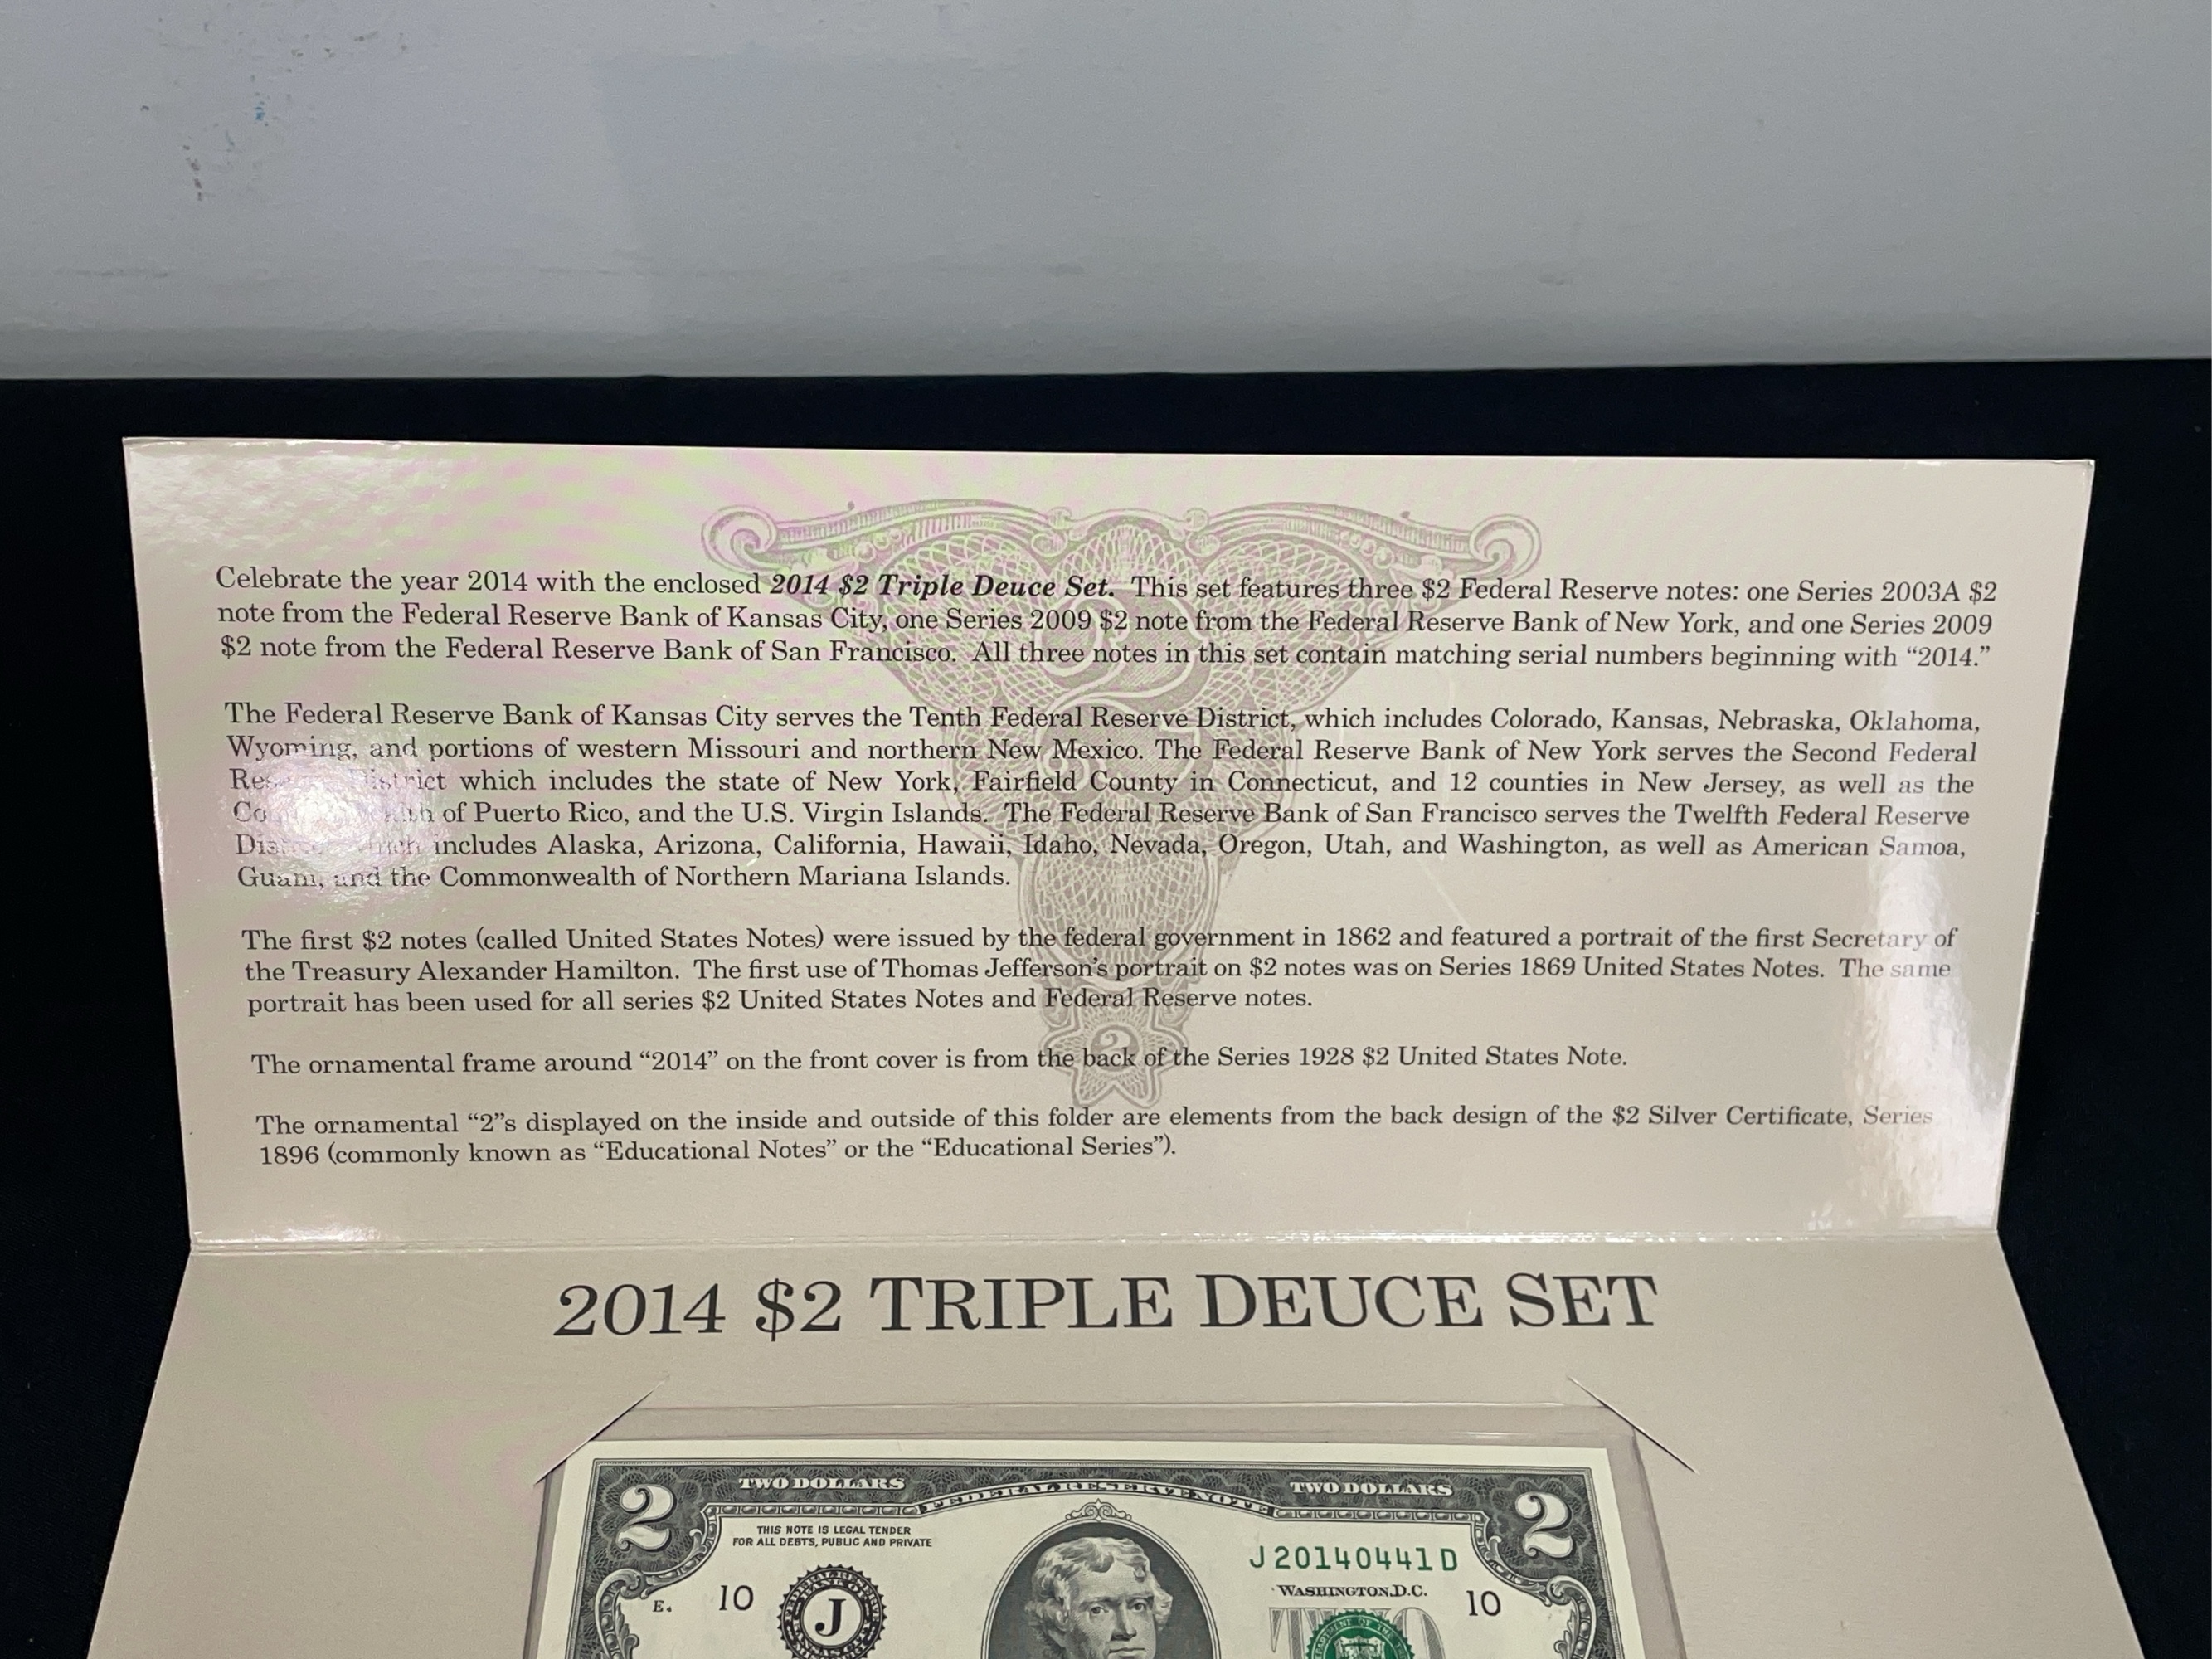 Celebrate the year 2014 with the enclosed 2014 $2 Triple Deuce Set. This set features three $2 Federal Reserve notes: one Series 2003A $2
note from the Federal Reserve Bank of Kansas City, one Series 2009 $2 note from the Federal Reserve Bank of New York, and one Series 2009
$2 note from the Federal Reserve Bank of San Francisco. All three notes in this set contain matching serial numbers beginning with “2014.”
The Federal Reserve Bank of Kansas City serves the Tenth Federal Reserve District, which includes Colorado, Kansas, Nebraska, Oklahoma,
Wyoming, and portions of western Missouri and northern New Mexico. The Federal Reserve Bank of New York serves the Second Federal
District which includes the state of New York, Fairfield County in Connecticut, and 12 counties in New Jersey, as well as the
of Puerto Rico, and the U.S. Virgin Islands. The Federal Reserve Bank of San Francisco serves the Twelfth Federal Reserve
includes Alaska, Arizona, California, Hawaii, Idaho, Nevada, Oregon, Utah, and Washington, as well as American Samoa,
Guam, and the Commonwealth of Northern Mariana Islands.
The first $2 notes (called United States Notes) were issued by the federal government in 1862 and featured a portrait of the first Secretary of
the Treasury Alexander Hamilton. The first use of Thomas Jefferson's portrait on $2 notes was on Series 1869 United States Notes. The same
portrait has been used for all series $2 United States Notes and Federal Reserve notes.
The ornamental frame around “2014” on the front cover is from the back of the Series 1928 $2 United States Note.
The ornamental “2”s displayed on the inside and outside of this folder are elements from the back design of the $2 Silver Certificate, Series
1896 (commonly known as “Educational Notes” or the “Educational Series”).
2
2014 $2 TRIPLE DEUCE SET
2 TWO DOLLARS FEDERAL RESERVE NOTE TWO DOLLARS 2
THIS NOTE IS LEGAL TENDER
FOR ALL DEBTS, PUBLIC AND PRIVATE
J 20140441 D
WASHINGTON, D.C.
E. 10 J 10